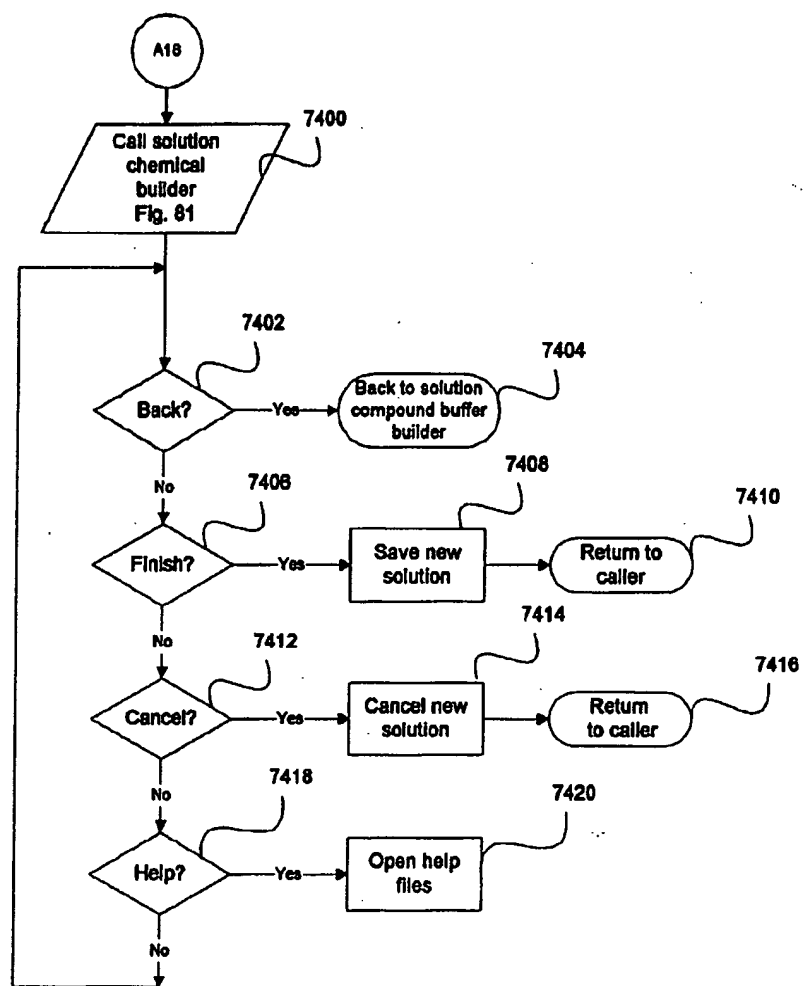 A18
7400
Call solution
chemical
builder
Fig. 81
7402
7404
Back?
Yes
Back to solution
compound buffer
builder
No
7406
7408
7410
Finish?
Yes
Save new
solution
Return to
caller
No
7412
7414
7416
Cancel?
Yes
Cancel new
solution
Return
to caller
No
7418
7420
Help?
Yes
Open help
files
No